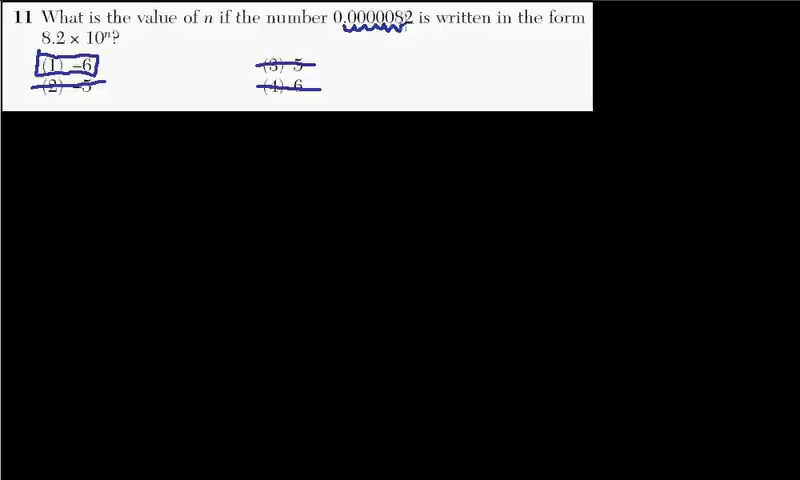 11 What is the value of n if the number 0.0000082 is written in the form
8.2 × 10ⁿ?
(1) –6 (3) 5
(2) –5 (4) 6